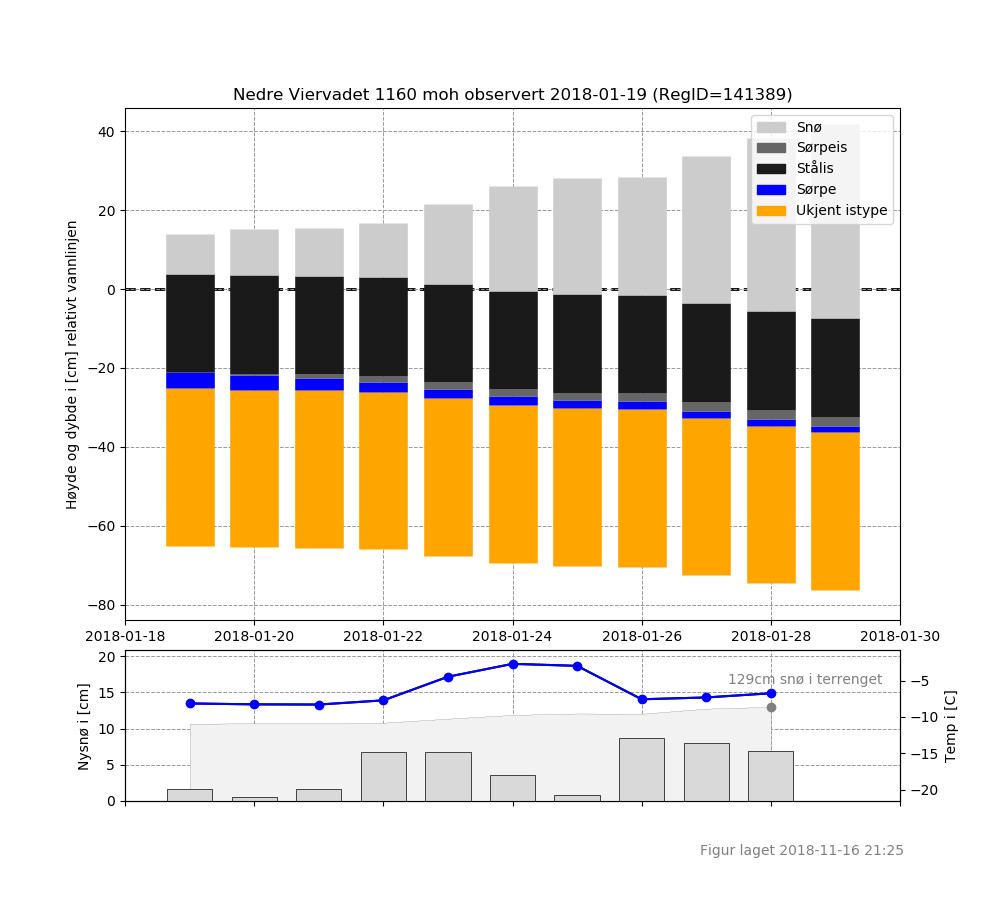 Nedre Viervadet 1160 moh observert 2018-01-19 (RegID=141389)
Høyde og dybde i [cm] relativt vannlinjen
40
20
0
−20
−40
−60
−80
Snø
Sørpeis
Stålis
Sørpe
Ukjent istype
2018-01-18 2018-01-20 2018-01-22 2018-01-24 2018-01-26 2018-01-28 2018-01-30
Nysnø i [cm]
20
15
10
5
0
129cm snø i terrenget
−5
−10
−15
−20
Temp i [C]
Figur laget 2018-11-16 21:25